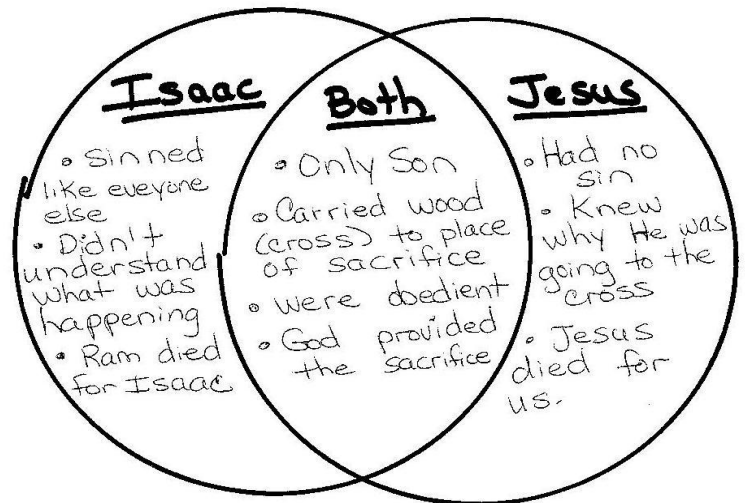 Isaac
• Sinned
like eveyone
else
• Didn't
understand
what was
happening
• Ram died
for Isaac
Both
• Only Son
• Carried wood
(cross) to place
of sacrifice
• were obedient
• God provided
the sacrifice
Jesus
• Had no
sin
• Knew
why He was
going to the
cross
• Jesus
died for
us.